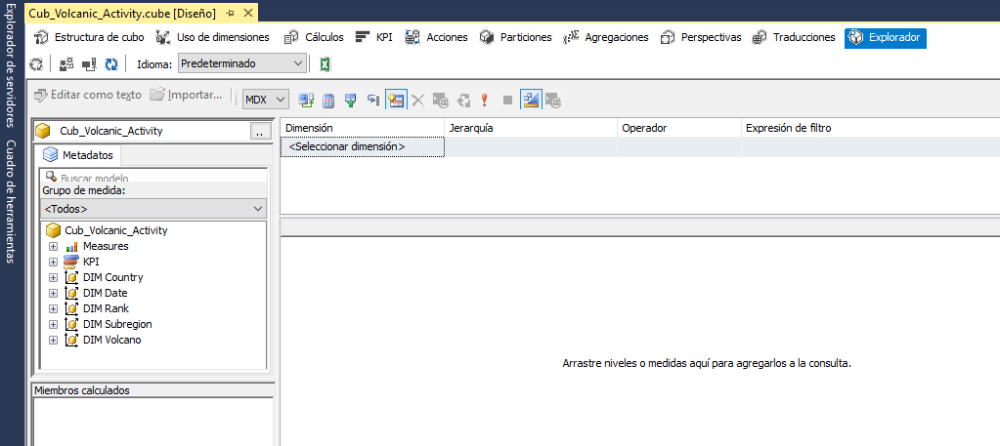 Cub_Volcanic_Activity.cube [Diseño]
Explorador de servidores
Cuadro de herramientas
Estructura de cubo Uso de dimensiones Cálculos KPI Acciones Particiones Agregaciones Perspectivas Traducciones Explorador
Idioma: Predeterminado
Editar como texto Importar... MDX
Cub_Volcanic_Activity ..
Metadatos
Buscar modelo
Grupo de medida:
<Todos>
Cub_Volcanic_Activity
Measures
KPI
DIM Country
DIM Date
DIM Rank
DIM Subregion
DIM Volcano
Miembros calculados
Dimensión Jerarquía Operador Expresión de filtro
<Seleccionar dimensión>
Arrastre niveles o medidas aquí para agregarlos a la consulta.